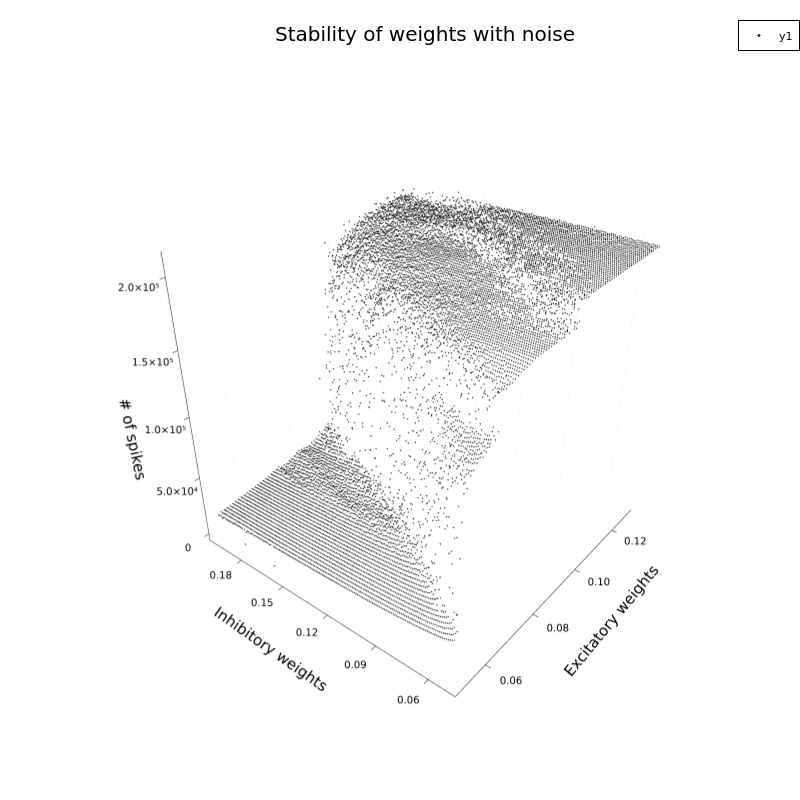 Stability of weights with noise
y1
2.0×10⁵
1.5×10⁵
1.0×10⁵
5.0×10⁴
0
# of spikes
0.18
0.15
0.12
0.09
0.06
Inhibitory weights
0.12
0.10
0.08
0.06
Excitatory weights